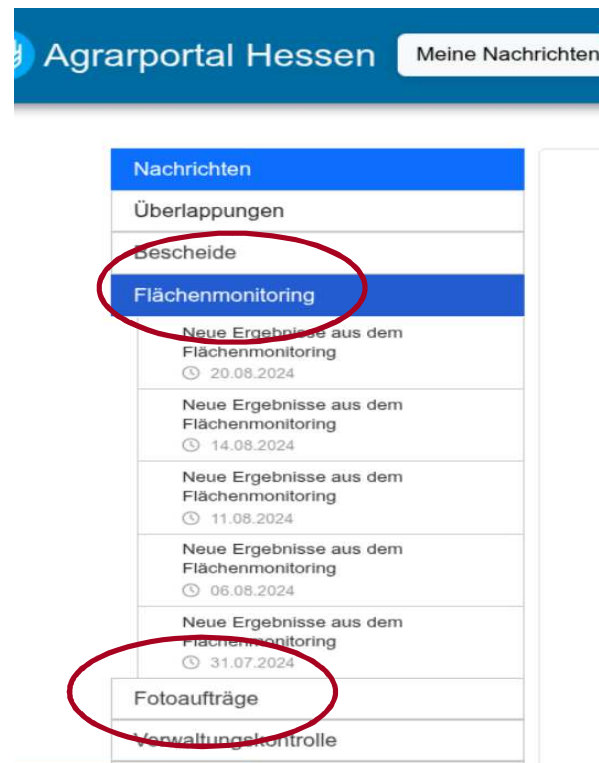 Agrarportal Hessen
Meine Nachrichten
Nachrichten
Überlappungen
Bescheide
Flächenmonitoring
Neue Ergebnisse aus dem
Flächenmonitoring
20.08.2024
Neue Ergebnisse aus dem
Flächenmonitoring
14.08.2024
Neue Ergebnisse aus dem
Flächenmonitoring
11.08.2024
Neue Ergebnisse aus dem
Flächenmonitoring
06.08.2024
Neue Ergebnisse aus dem
Flächenmonitoring
31.07.2024
Fotoaufträge
Verwaltungskontrolle